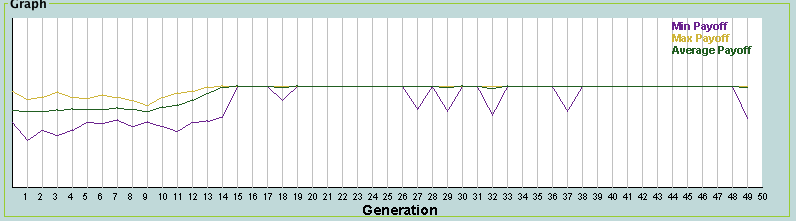 Graph
Min Payoff
Max Payoff
Average Payoff
1 2 3 4 5 6 7 8 9 10 11 12 13 14 15 16 17 18 19 20 21 22 23 24 25 26 27 28 29 30 31 32 33 34 35 36 37 38 39 40 41 42 43 44 45 46 47 48 49 50
Generation